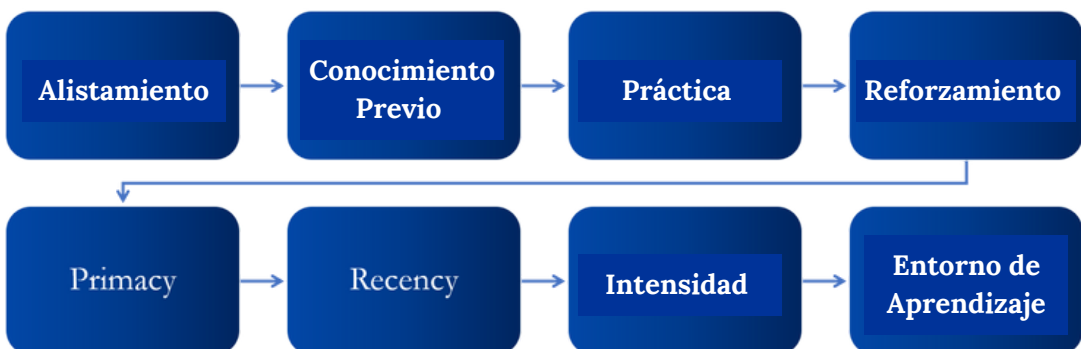 Alistamiento
Conocimiento
Previo
Práctica
Reforzamiento
Primacy
Recency
Intensidad
Entorno de
Aprendizaje